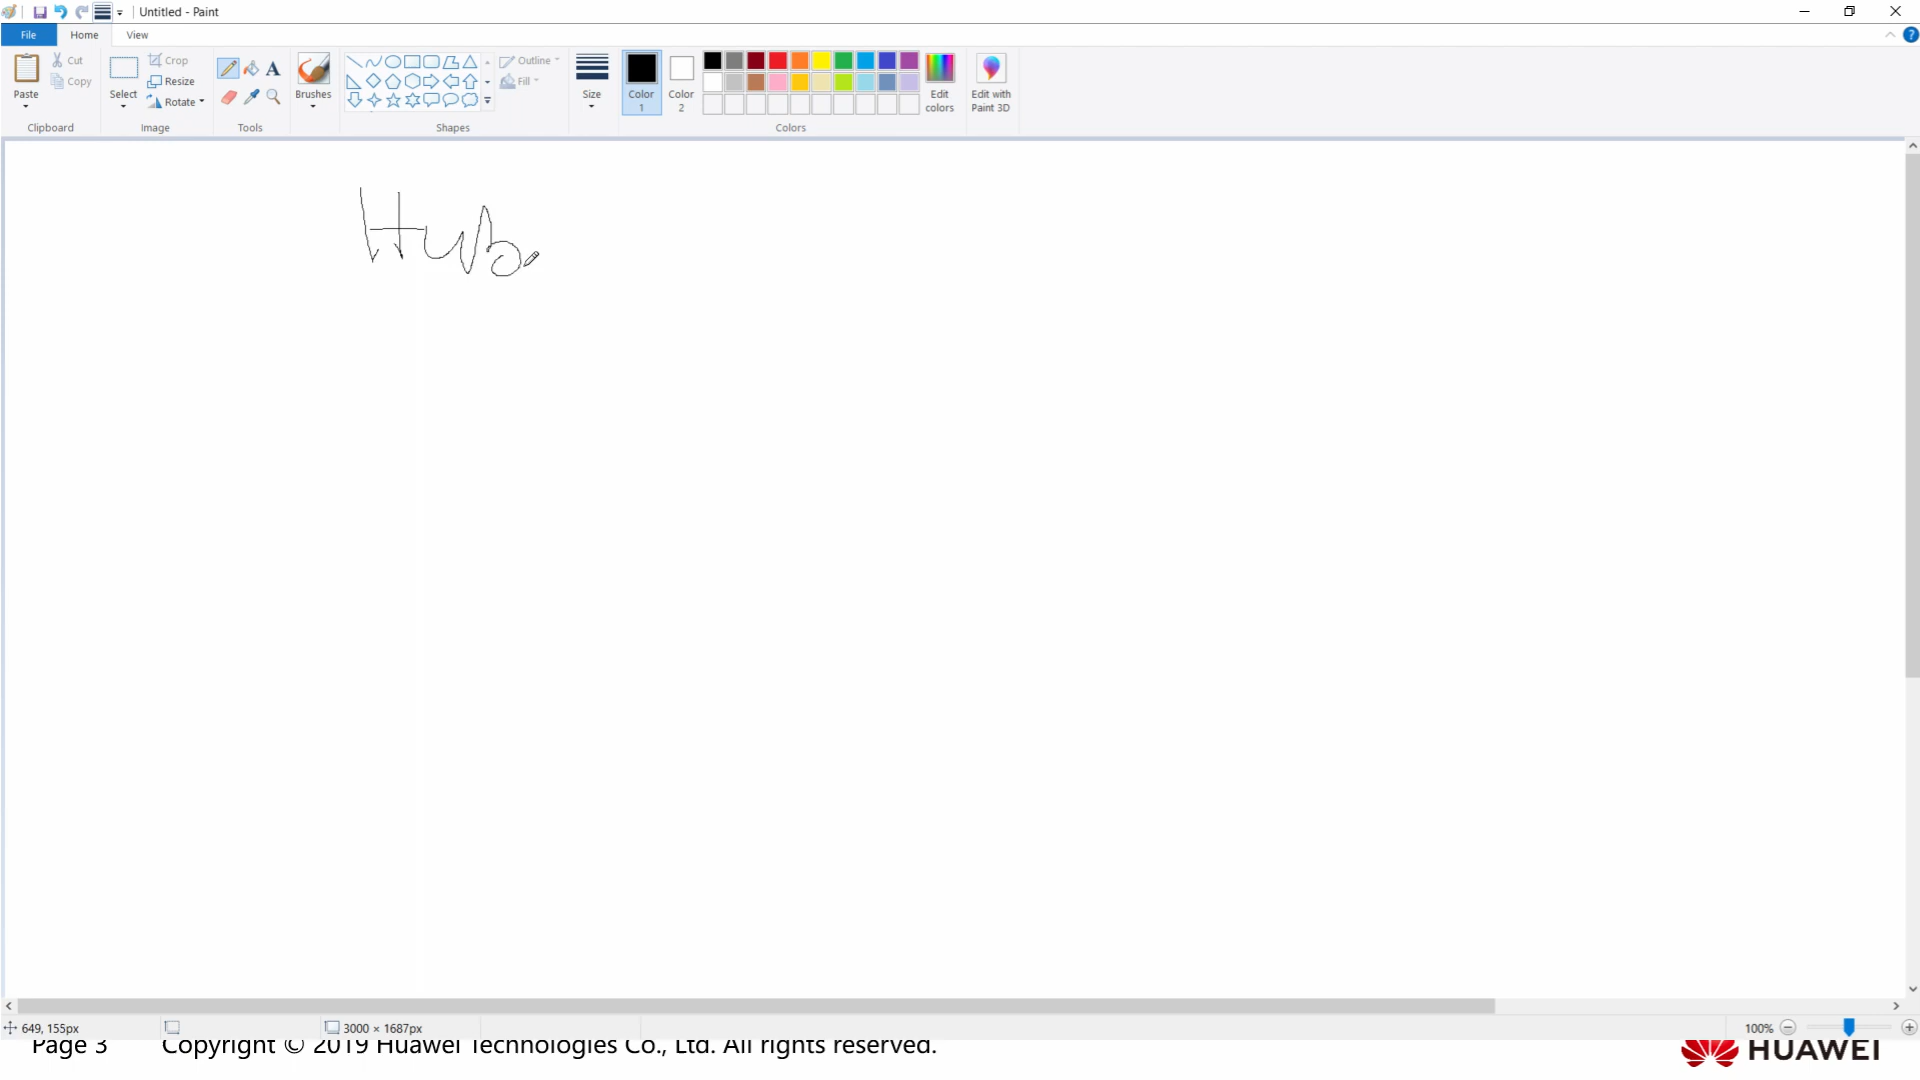 Untitled - Paint
File Home View
Paste Cut Copy Clipboard
Select Crop Resize Rotate Image
Tools
Brushes
Shapes
Outline Fill
Size
Color 1 Color 2 Edit colors Colors
Edit with Paint 3D
Hub
649, 155px 3000 × 1687px 100%
Page 3 Copyright © 2019 Huawei Technologies Co., Ltd. All rights reserved. HUAWEI